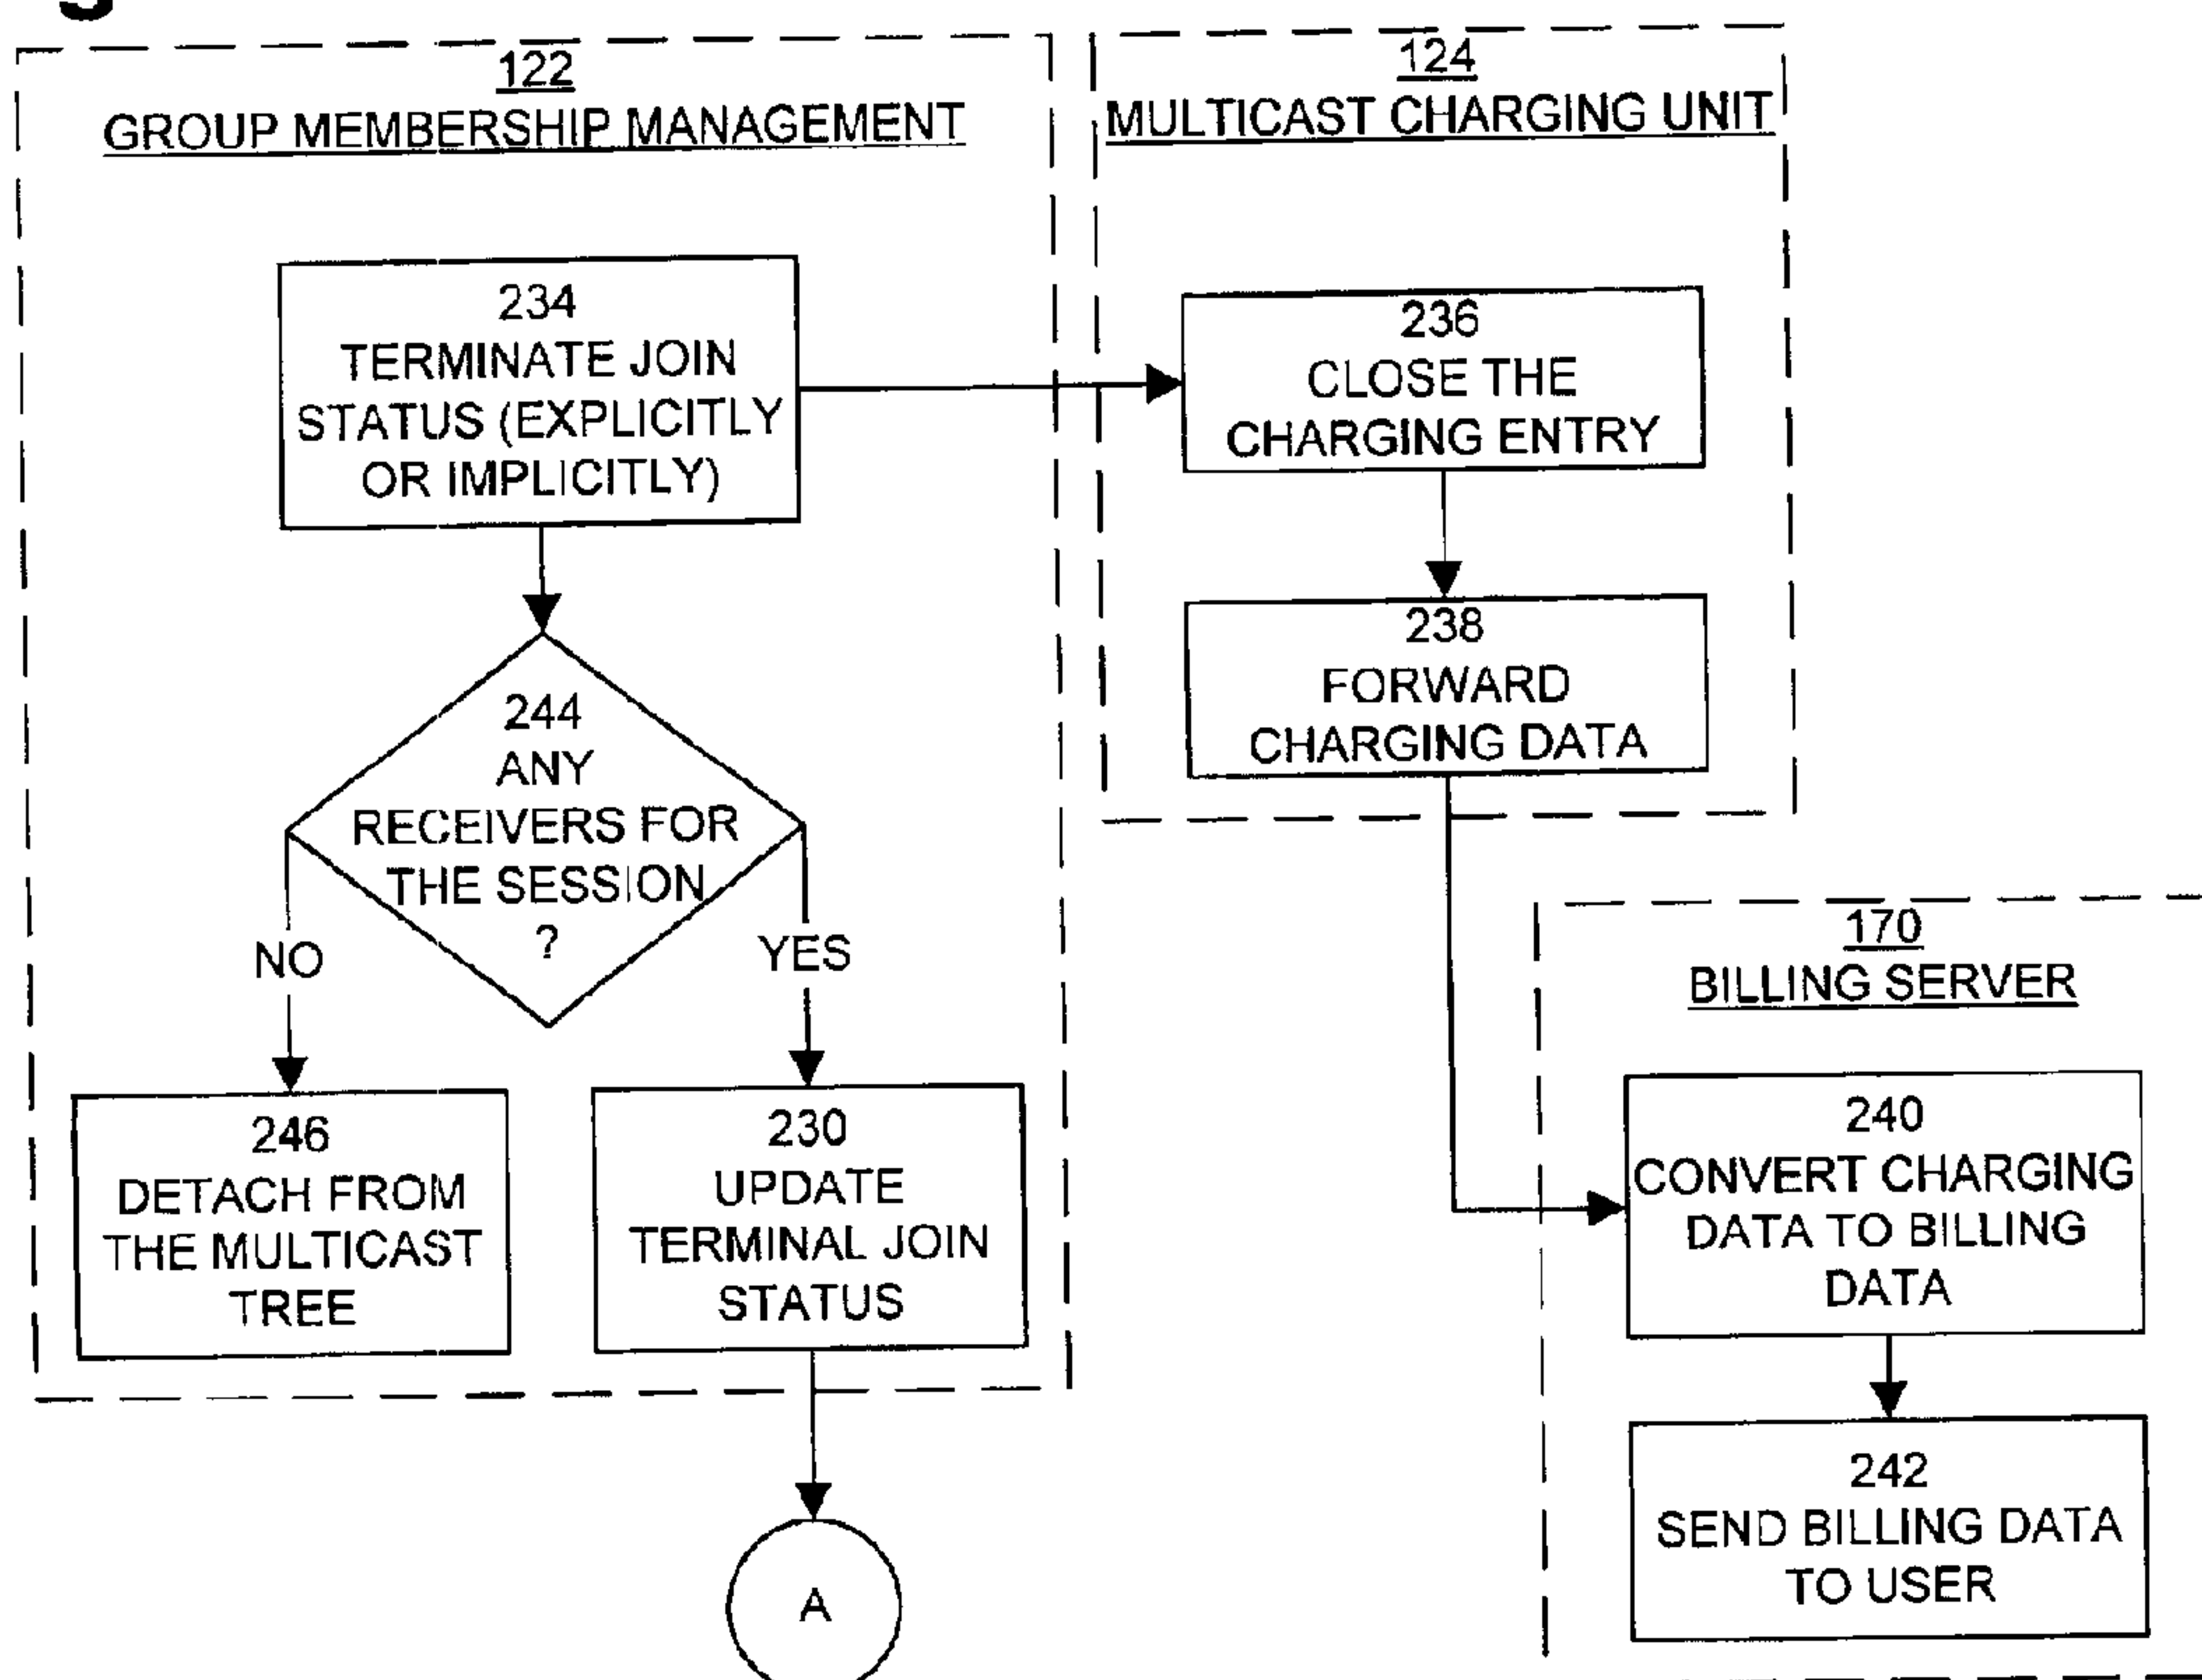 122
GROUP MEMBERSHIP MANAGEMENT
234
TERMINATE JOIN
STATUS (EXPLICITLY
OR IMPLICITLY)
244
ANY
RECEIVERS FOR
THE SESSION
?
NO
YES
246
DETACH FROM
THE MULTICAST
TREE
230
UPDATE
TERMINAL JOIN
STATUS
A
124
MULTICAST CHARGING UNIT
236
CLOSE THE
CHARGING ENTRY
238
FORWARD
CHARGING DATA
170
BILLING SERVER
240
CONVERT CHARGING
DATA TO BILLING
DATA
242
SEND BILLING DATA
TO USER